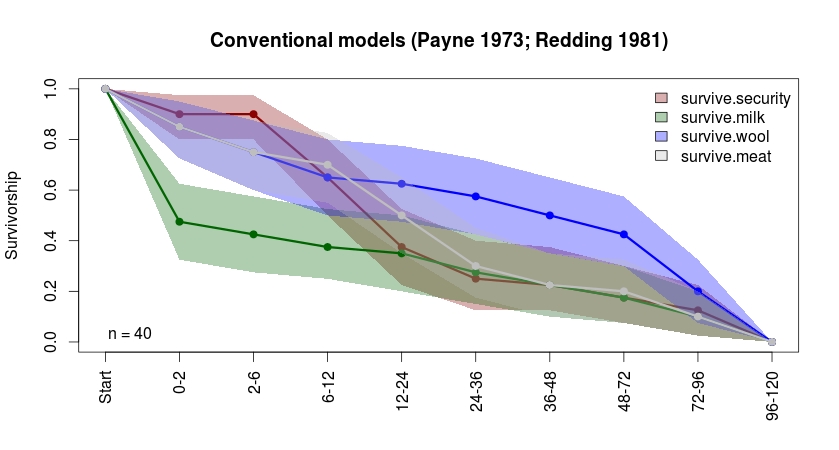 Conventional models (Payne 1973; Redding 1981)
survive.security
survive.milk
survive.wool
survive.meat
Survivorship
1.0
0.8
0.6
0.4
0.2
0.0
n = 40
Start
0-2
2-6
6-12
12-24
24-36
36-48
48-72
72-96
96-120